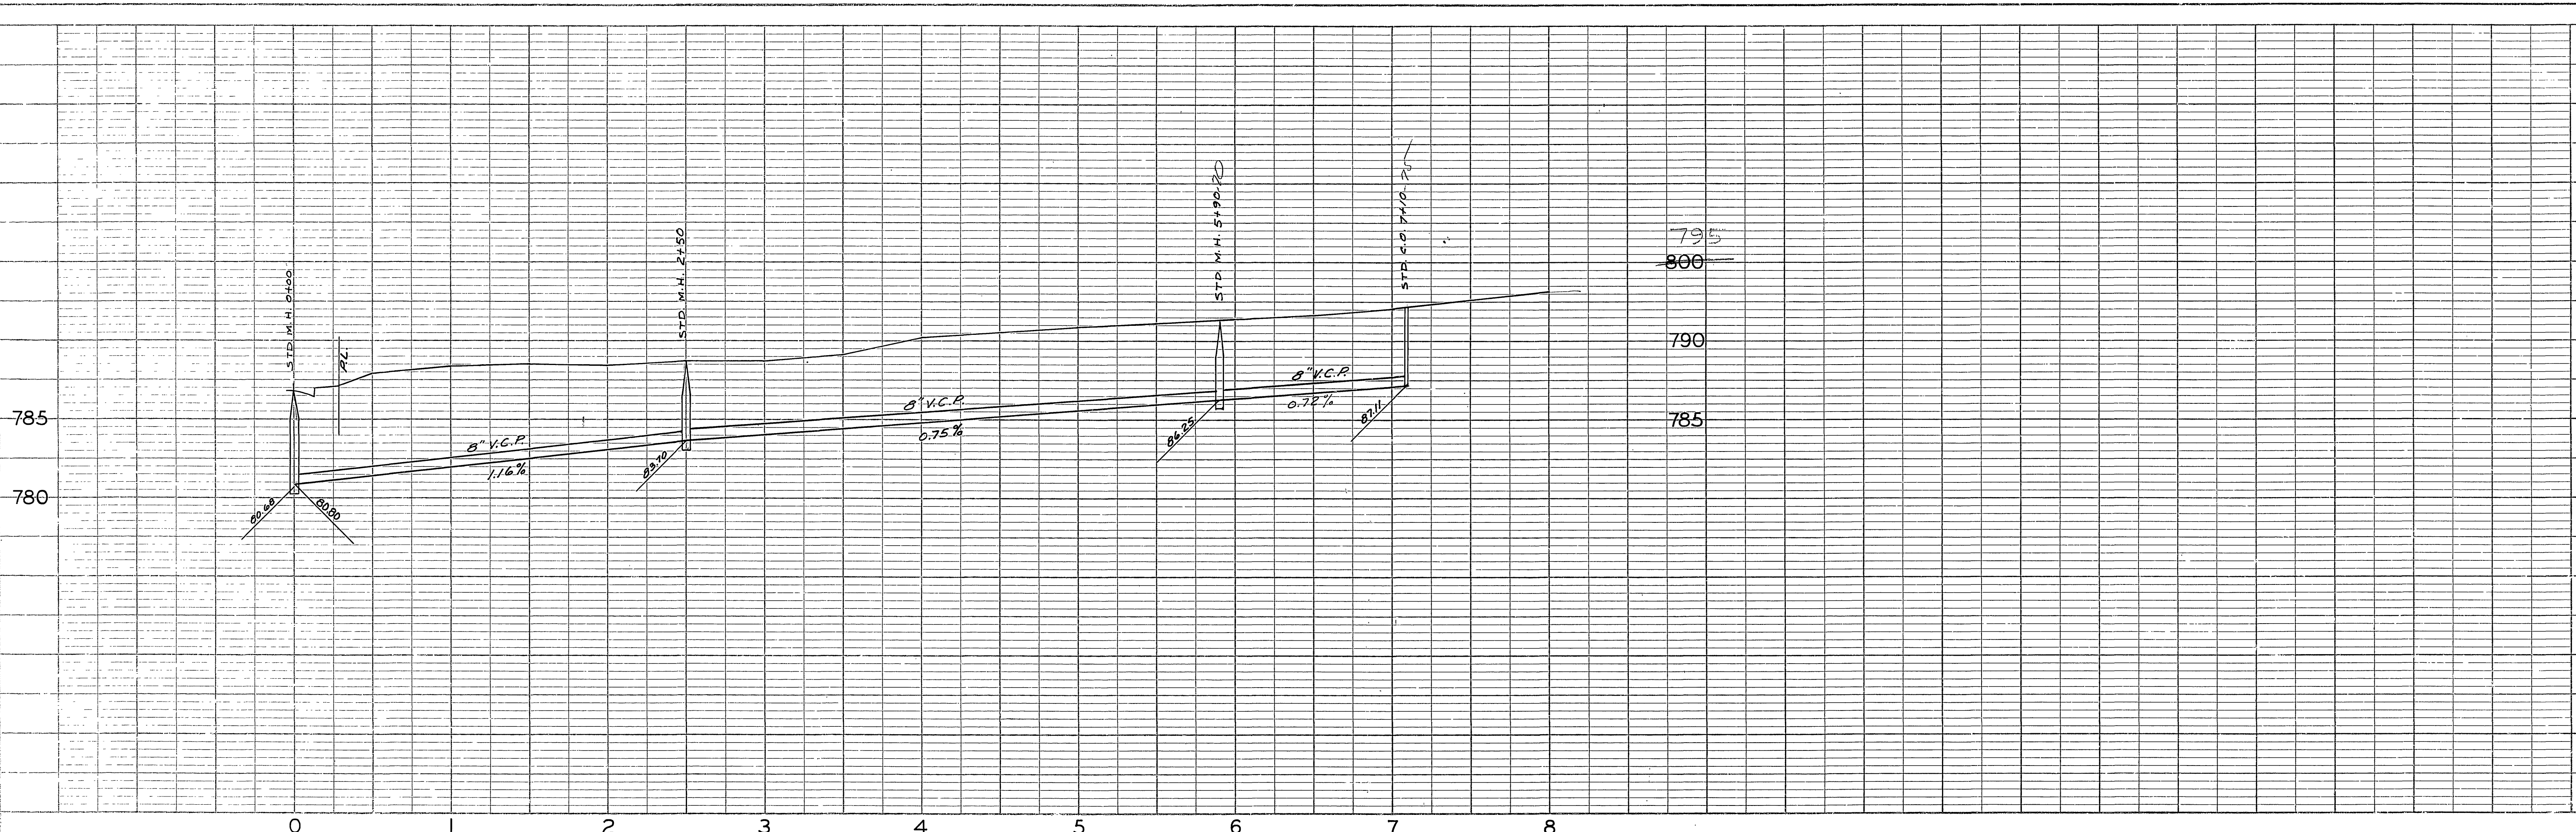 STD. M.H. 0+00
P.L.
STD. M.H. 2+50
STD. M.H. 5+90.20
STD. C.O. 7+10.75
795
800
790
785
785
780
8" V.C.P.
1.16%
8" V.C.P.
0.75%
8" V.C.P.
0.72%
80.68
80.80
83.70
86.25
87.11
0 1 2 3 4 5 6 7 8